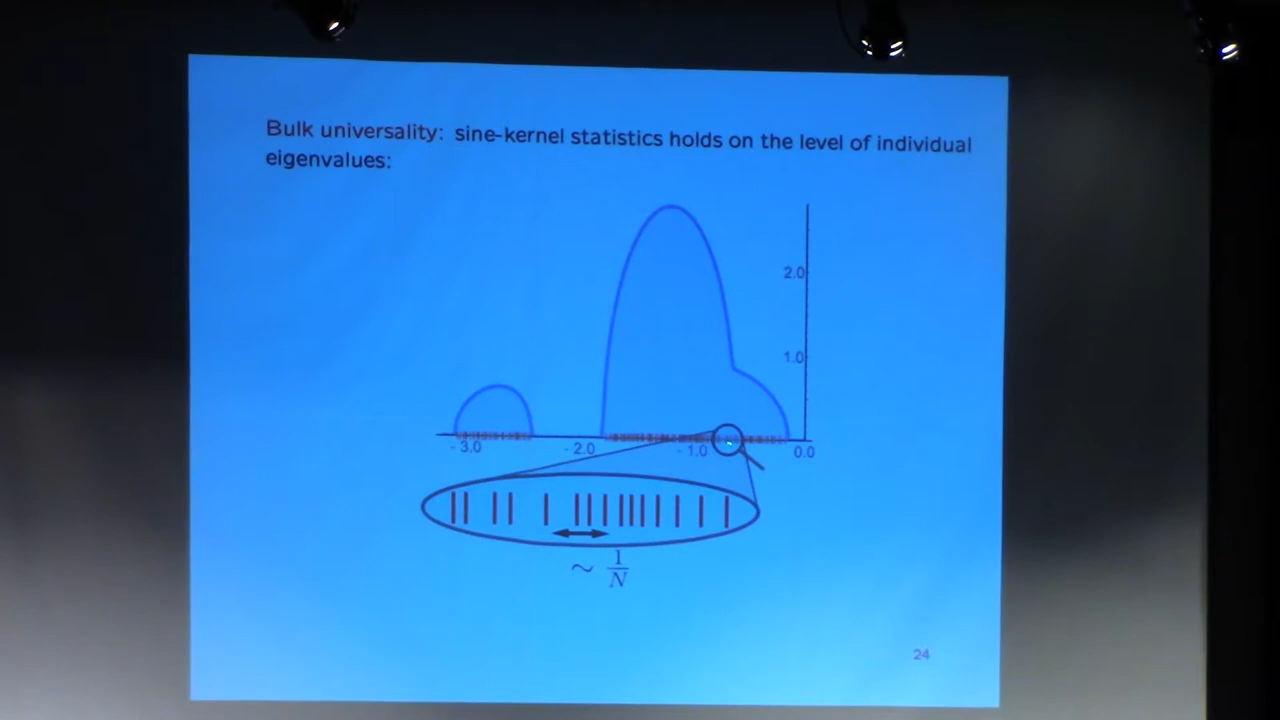 Bulk universality: sine-kernel statistics holds on the level of individual
eigenvalues:
2.0
1.0
- 3.0
- 2.0
- 1.0
0.0
~ 1/N
24